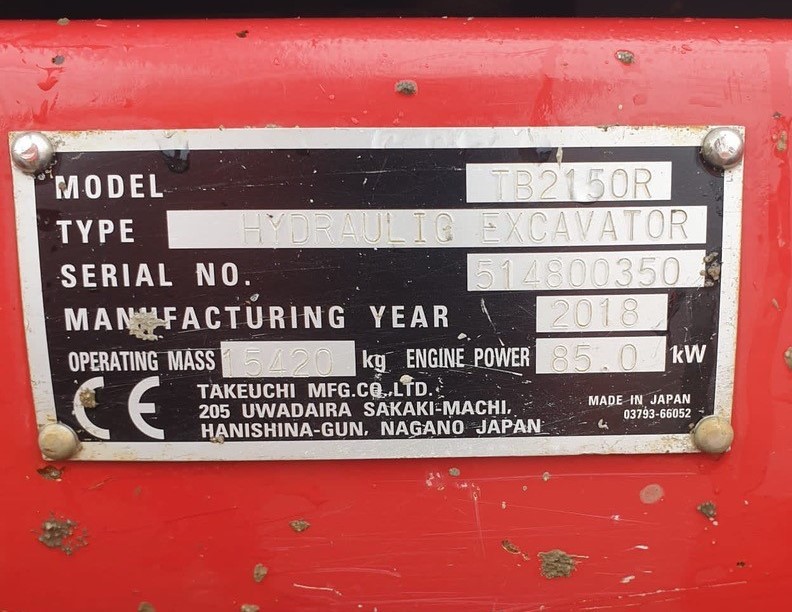 MODEL TB2150R
TYPE HYDRAULIC EXCAVATOR
SERIAL NO. 514800350
MANUFACTURING YEAR 2018
OPERATING MASS 15420 kg ENGINE POWER 85.0 kW
CE TAKEUCHI MFG.CO.,LTD.
205 UWADAIRA SAKAKI-MACHI,
HANISHINA-GUN, NAGANO JAPAN
MADE IN JAPAN
03793-66052